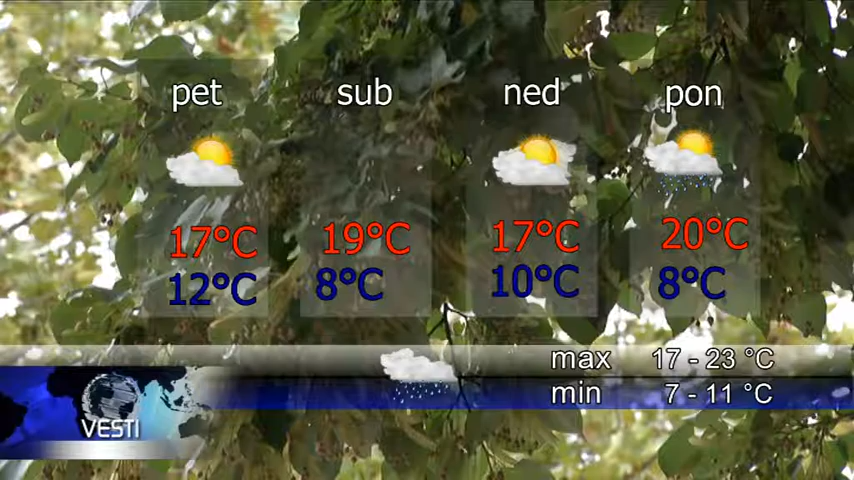 pet sub ned pon
17°C 19°C 17°C 20°C
12°C 8°C 10°C 8°C
max 17 - 23 °C
min 7 - 11 °C
VESTI